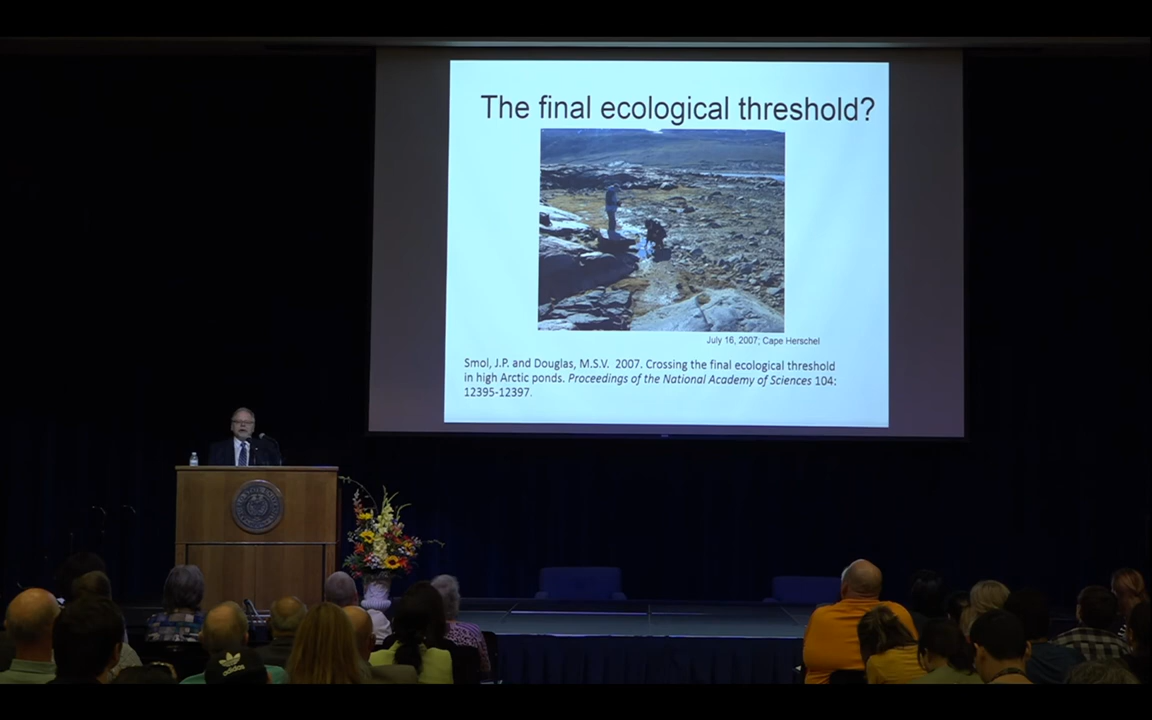 The final ecological threshold?
July 16, 2007; Cape Herschel
Smol, J.P. and Douglas, M.S.V. 2007. Crossing the final ecological threshold
in high Arctic ponds. Proceedings of the National Academy of Sciences 104:
12395-12397.
adidas